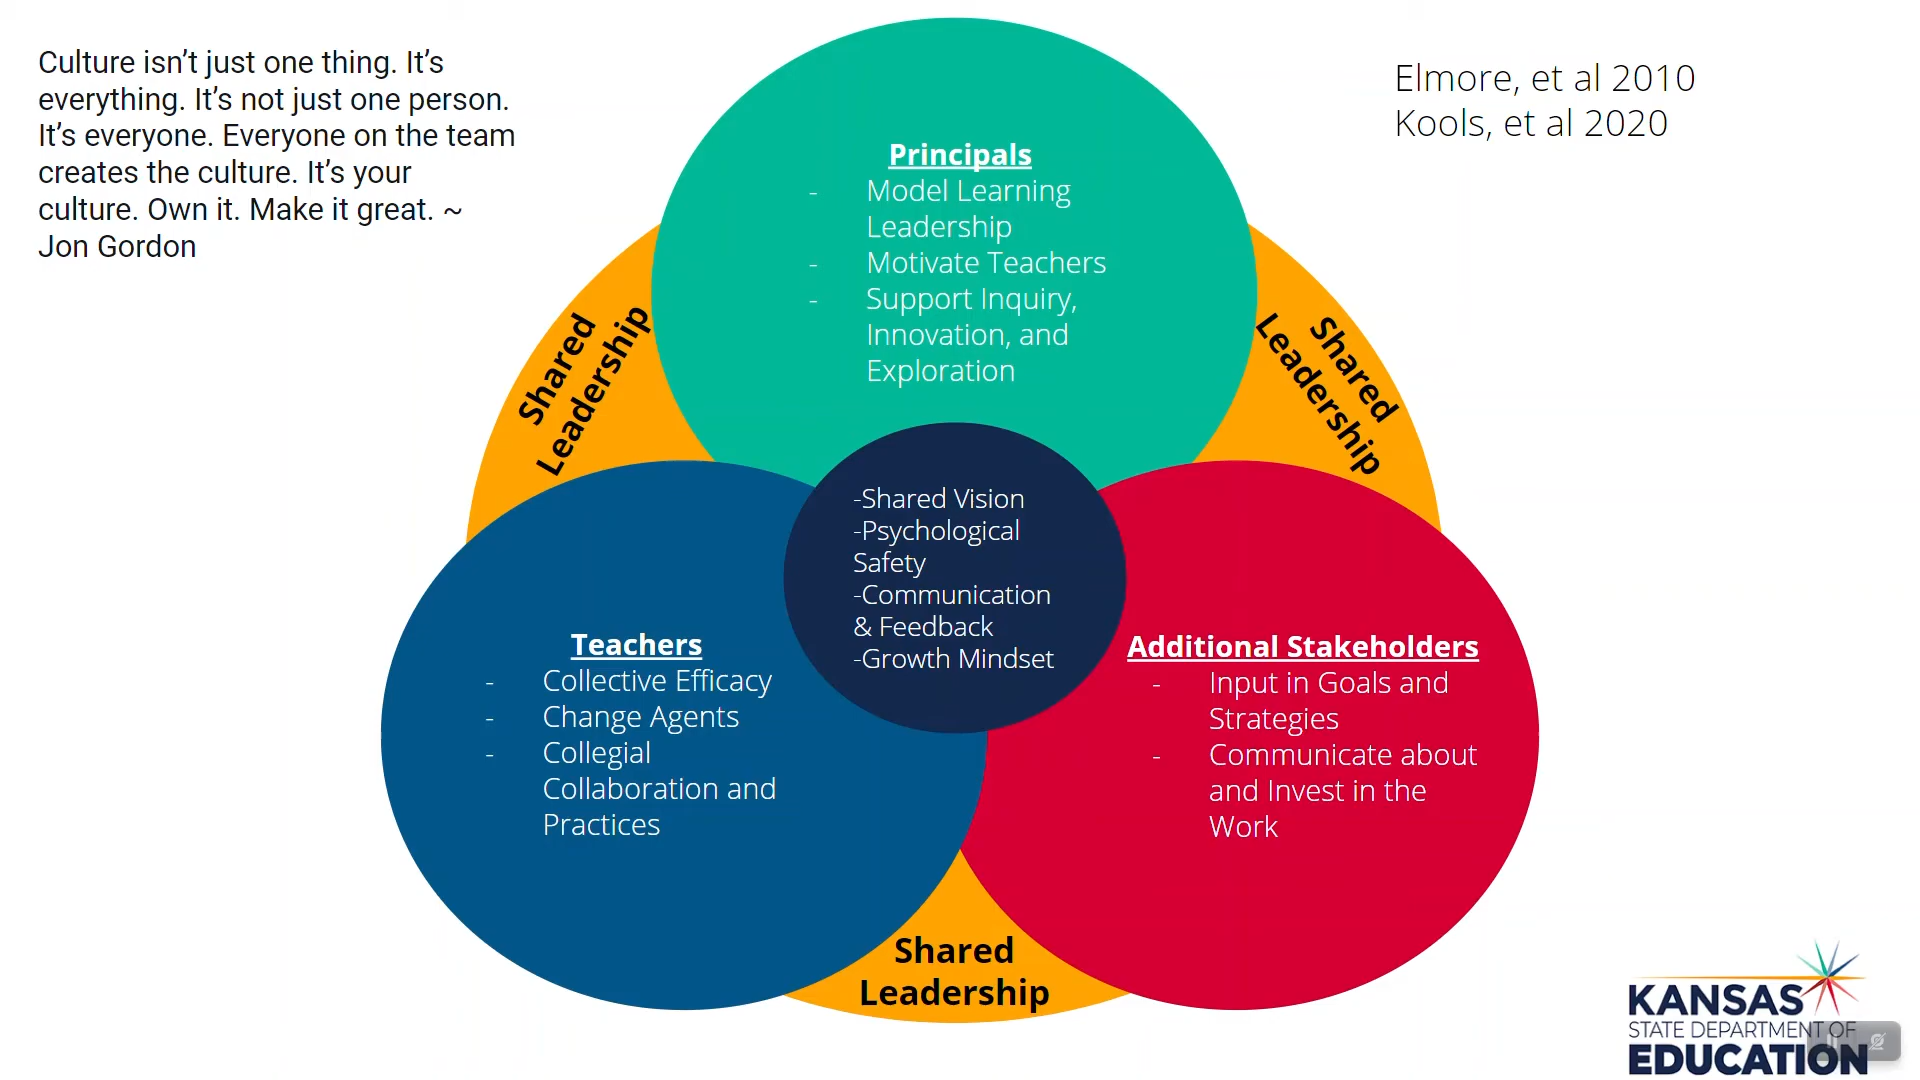 Culture isn’t just one thing. It’s
everything. It’s not just one person.
It’s everyone. Everyone on the team
creates the culture. It’s your
culture. Own it. Make it great. ~
Jon Gordon
Elmore, et al 2010
Kools, et al 2020
Principals
- Model Learning
Leadership
- Motivate Teachers
- Support Inquiry,
Innovation, and
Exploration
Shared
Leadership
Shared
Leadership
-Shared Vision
-Psychological
Safety
-Communication
& Feedback
-Growth Mindset
Teachers
- Collective Efficacy
- Change Agents
- Collegial
Collaboration and
Practices
Additional Stakeholders
- Input in Goals and
Strategies
- Communicate about
and Invest in the
Work
Shared
Leadership
KANSAS
STATE DEPARTMENT OF
EDUCATION